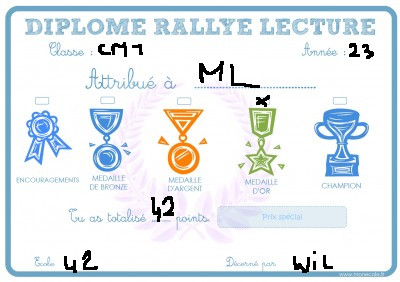 DIPLOME RALLYE LECTURE
Classe : CM1 Année : 23
Attribué à ML
x
ENCOURAGEMENTS MEDAILLE DE BRONZE MEDAILLE D'ARGENT MEDAILLE D'OR CHAMPION
Tu as totalisé 42 points. Prix spécial
Ecole 42 Décerné par WiL
www.monecole.fr